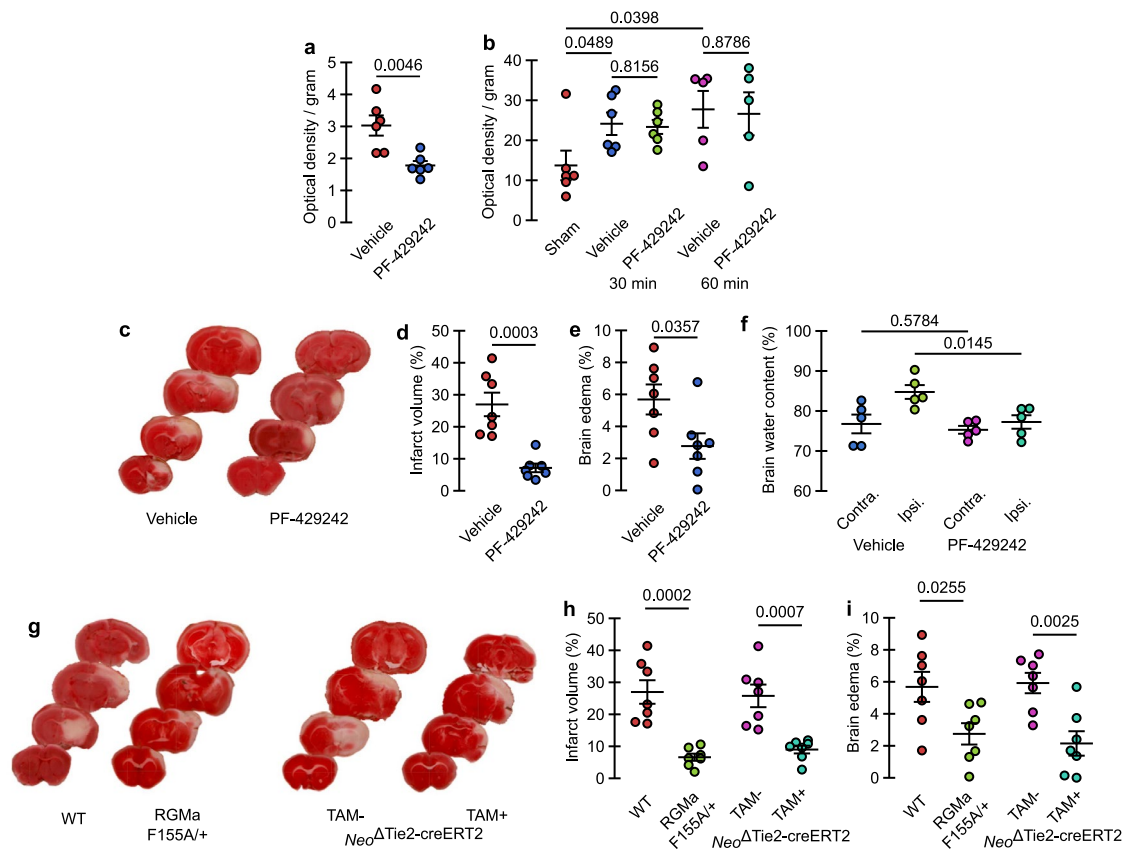 a
0.0046
Optical density / gram
5
4
3
2
1
0
Vehicle
PF-429242
b
0.0398
0.0489
0.8156
0.8786
Optical density / gram
40
30
20
10
0
Sham
Vehicle
PF-429242
Vehicle
PF-429242
30 min
60 min
c
Vehicle
PF-429242
d
0.0003
Infarct volume (%)
50
40
30
20
10
0
Vehicle
PF-429242
e
0.0357
Brain edema (%)
10
8
6
4
2
0
Vehicle
PF-429242
f
0.5784
0.0145
Brain water content (%)
100
90
80
70
60
Contra.
Ipsi.
Contra.
Ipsi.
Vehicle
PF-429242
g
WT
RGMa
F155A/+
TAM-
TAM+
NeoΔTie2-creERT2
h
0.0002
0.0007
Infarct volume (%)
50
40
30
20
10
0
WT
RGMa
F155A/+
TAM-
TAM+
NeoΔTie2-creERT2
i
0.0255
0.0025
Brain edema (%)
10
8
6
4
2
0
WT
RGMa
F155A/+
TAM-
TAM+
NeoΔTie2-creERT2